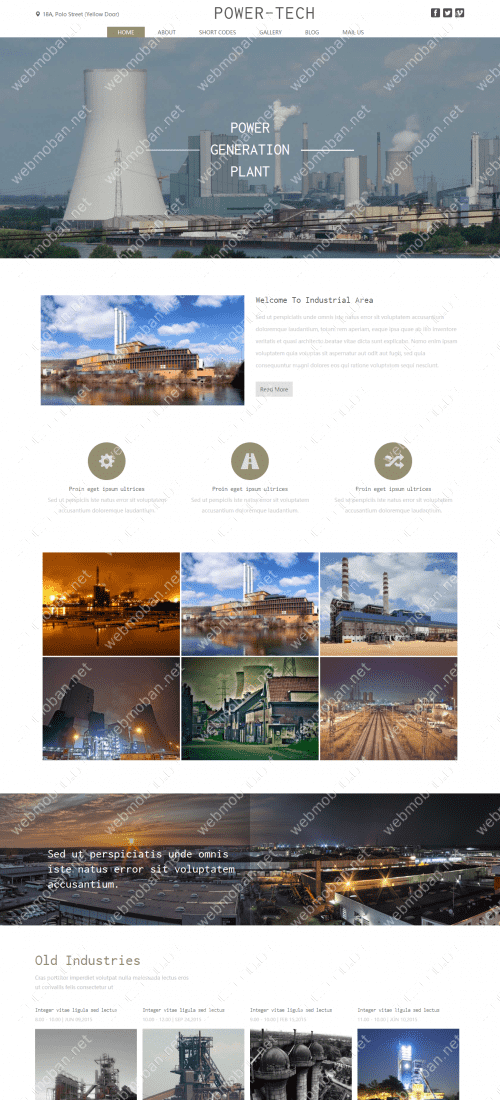 18A, Polo Street (Yellow Door)
POWER-TECH
HOME ABOUT SHORT CODES GALLERY BLOG MAIL US
POWER
GENERATION
PLANT
Welcome To Industrial Area
Sed ut perspiciatis unde omnis iste natus error sit voluptatem accusantium
doloremque laudantium, totam rem aperiam, eaque ipsa quae ab illo inventore
veritatis et quasi architecto beatae vitae dicta sunt explicabo. Nemo enim ipsam
voluptatem quia voluptas sit aspernatur aut odit aut fugit, sed quia
consequuntur magni dolores eos qui ratione voluptatem sequi nesciunt.
Read More
Proin eget ipsum ultrices
Sed ut perspiciis iste natus error sit voluptatem
accusantium doloremque laudantium.
Proin eget ipsum ultrices
Sed ut perspiciis iste natus error sit voluptatem
accusantium doloremque laudantium.
Proin eget ipsum ultrices
Sed ut perspiciis iste natus error sit voluptatem
accusantium doloremque laudantium.
Sed ut perspiciatis unde omnis
iste natus error sit voluptatem
accusantium.
Old Industries
Cras porttitor imperdiet volutpat nulla malesuada lectus eros
ut convallis felis consectetur ut
Integer vitae ligula sed lectus
Integer vitae ligula sed lectus
Integer vitae ligula sed lectus
Integer vitae ligula sed lectus
webmoban.net